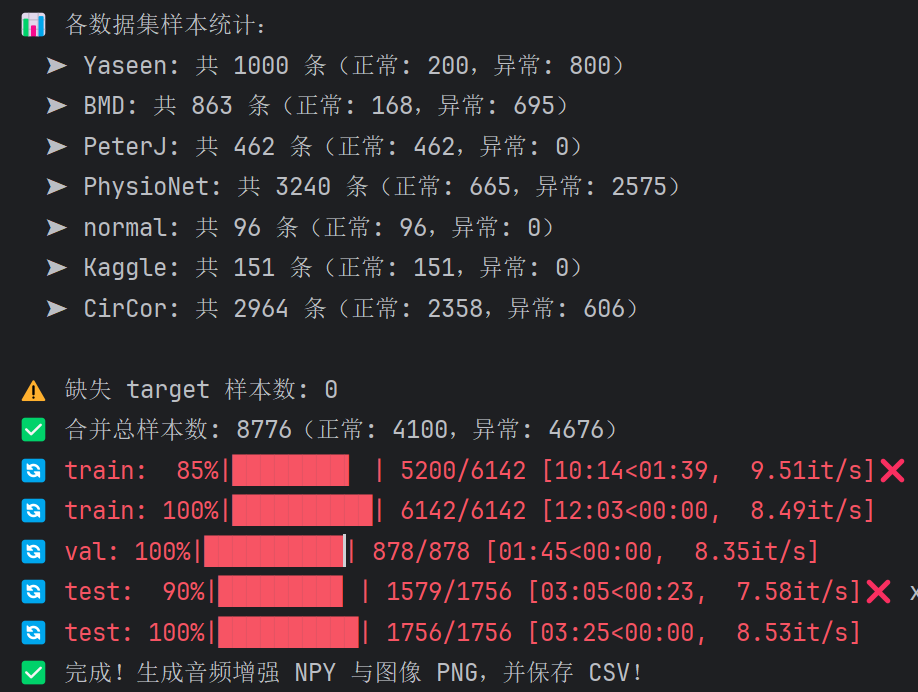 📊 各数据集样本统计:
➤ Yaseen: 共 1000 条（正常: 200，异常: 800）
➤ BMD: 共 863 条（正常: 168，异常: 695）
➤ PeterJ: 共 462 条（正常: 462，异常: 0）
➤ PhysioNet: 共 3240 条（正常: 665，异常: 2575）
➤ normal: 共 96 条（正常: 96，异常: 0）
➤ Kaggle: 共 151 条（正常: 151，异常: 0）
➤ CirCor: 共 2964 条（正常: 2358，异常: 606）
⚠️ 缺失 target 样本数: 0
✅ 合并总样本数: 8776（正常: 4100，异常: 4676）
🔄 train:  85%|████████  | 5200/6142 [10:14<01:39,  9.51it/s]❌
🔄 train: 100%|██████████| 6142/6142 [12:03<00:00,  8.49it/s]
🔄 val: 100%|██████████| 878/878 [01:45<00:00,  8.35it/s]
🔄 test:  90%|█████████ | 1579/1756 [03:05<00:23,  7.58it/s]❌
🔄 test: 100%|██████████| 1756/1756 [03:25<00:00,  8.53it/s]
✅ 完成！生成音频增强 NPY 与图像 PNG，并保存 CSV！